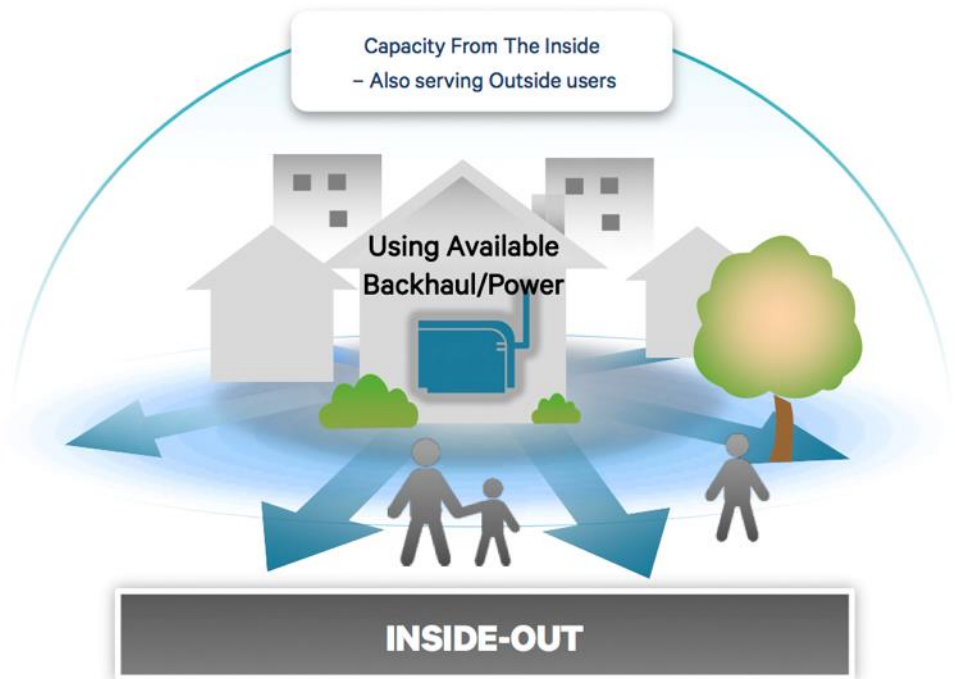 Capacity From The Inside
– Also serving Outside users
Using Available
Backhaul/Power
INSIDE-OUT